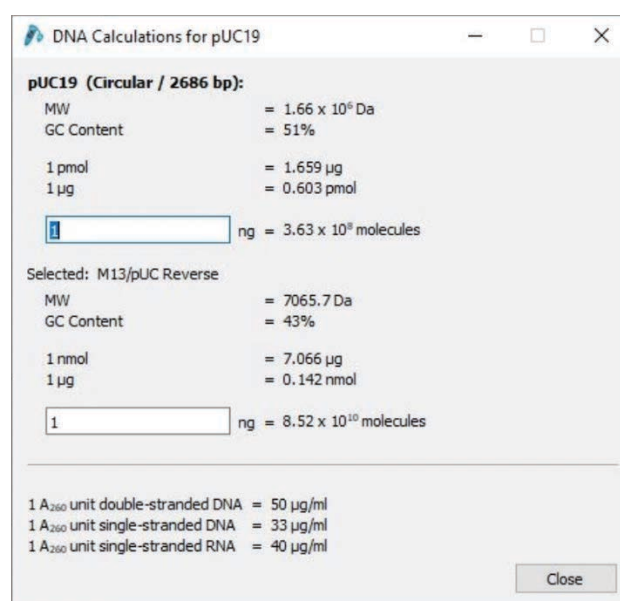 DNA Calculations for pUC19
pUC19 (Circular / 2686 bp):
MW = 1.66 x 10⁶ Da
GC Content = 51%
1 pmol = 1.659 µg
1 µg = 0.603 pmol
1 ng = 3.63 x 10⁸ molecules
Selected: M13/pUC Reverse
MW = 7065.7 Da
GC Content = 43%
1 nmol = 7.066 µg
1 µg = 0.142 nmol
1 ng = 8.52 x 10¹⁰ molecules
1 A₂₆₀ unit double-stranded DNA = 50 µg/ml
1 A₂₆₀ unit single-stranded DNA = 33 µg/ml
1 A₂₆₀ unit single-stranded RNA = 40 µg/ml
Close